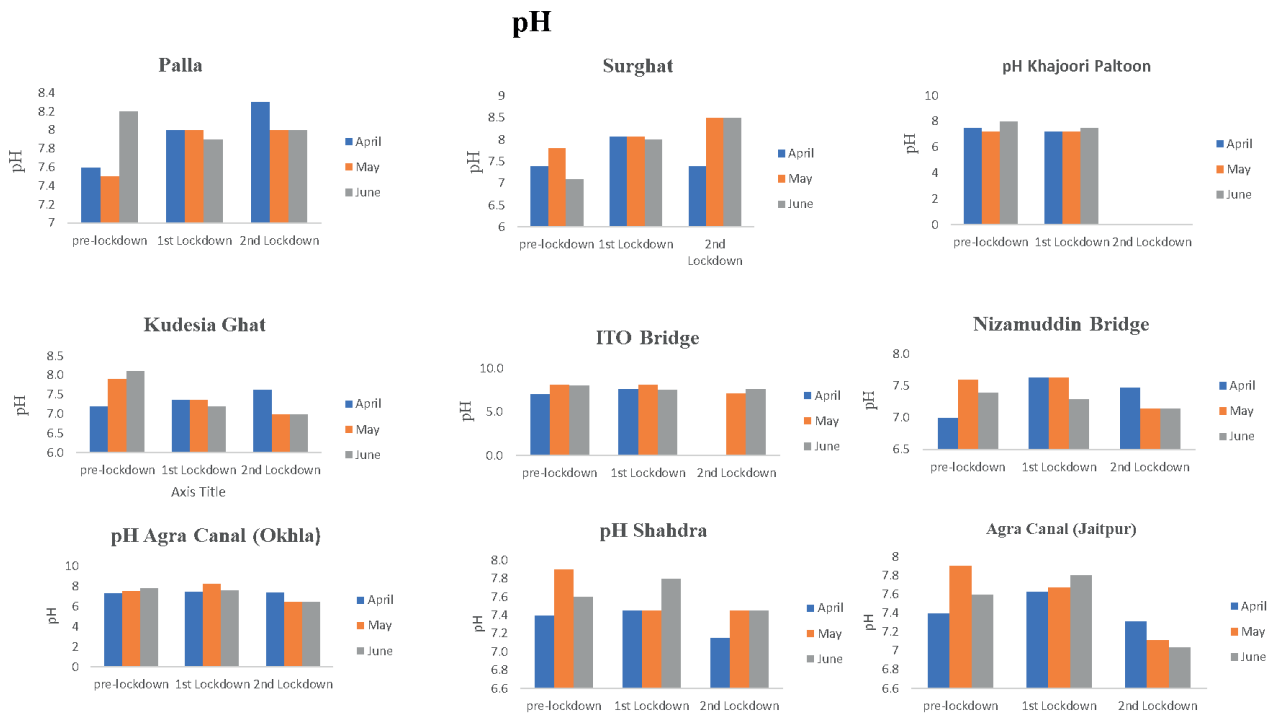 pH
Palla
8.4
8.2
8
7.8
7.6
7.4
7.2
7
pH
pre-lockdown 1st Lockdown 2nd Lockdown
April
May
June
Surghat
9
8.5
8
7.5
7
6.5
6
pH
pre-lockdown 1st Lockdown 2nd
Lockdown
April
May
June
pH Khajoori Paltoon
10
8
6
4
2
0
pH
pre-lockdown 1st Lockdown 2nd Lockdown
April
May
June
Kudesia Ghat
8.5
8.0
7.5
7.0
6.5
6.0
pH
pre-lockdown 1st Lockdown 2nd Lockdown
Axis Title
April
May
June
ITO Bridge
10.0
5.0
0.0
pH
pre-lockdown 1st Lockdown 2nd Lockdown
April
May
June
Nizamuddin Bridge
8.0
7.5
7.0
6.5
pH
pre-lockdown 1st Lockdown 2nd Lockdown
April
May
June
pH Agra Canal (Okhla)
10
8
6
4
2
0
pH
pre-lockdown 1st Lockdown 2nd Lockdown
April
May
June
pH Shahdra
8.0
7.8
7.6
7.4
7.2
7.0
6.8
6.6
pH
pre-lockdown 1st Lockdown 2nd Lockdown
April
May
June
Agra Canal (Jaitpur)
8
7.8
7.6
7.4
7.2
7
6.8
6.6
pH
pre-lockdown 1st Lockdown 2nd Lockdown
April
May
June